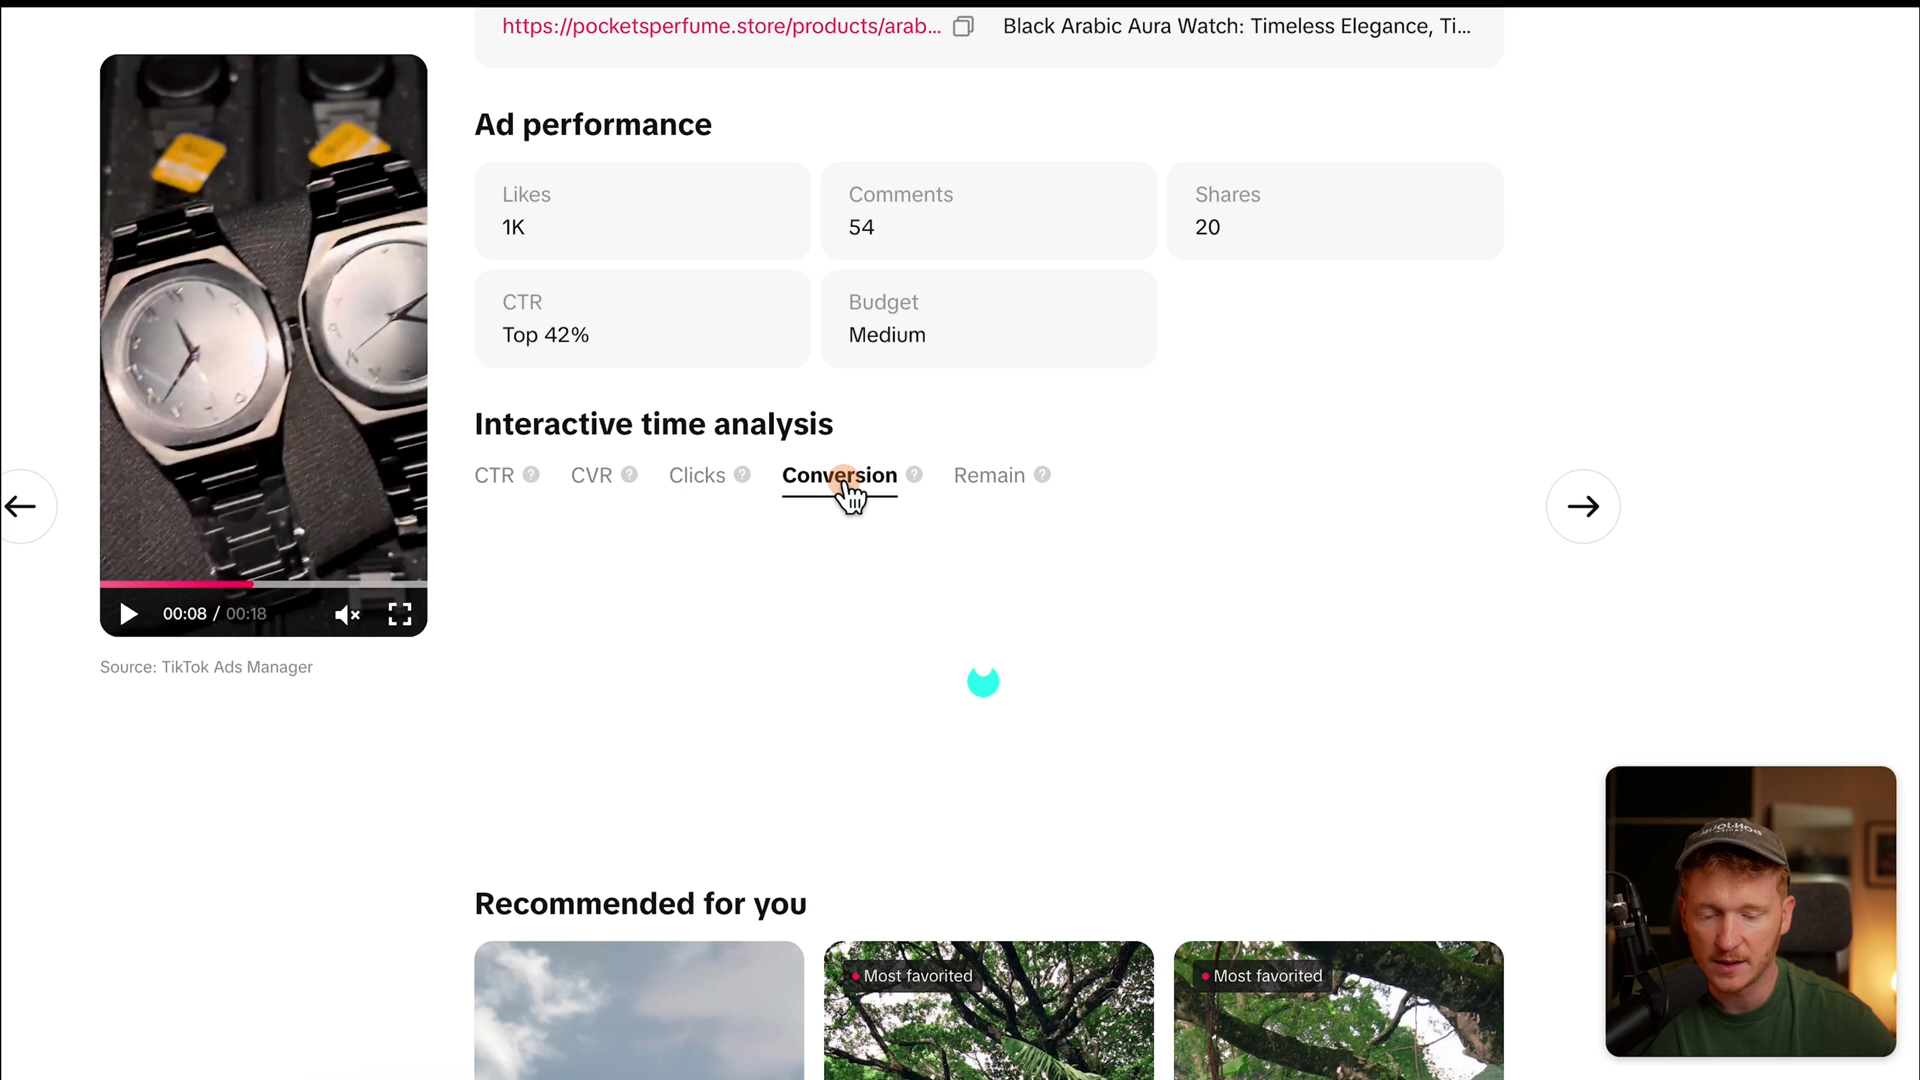 https://pocketsperfume.store/products/arab...
Black Arabic Aura Watch: Timeless Elegance, Ti...
Ad performance
Likes
1K
Comments
54
Shares
20
CTR
Top 42%
Budget
Medium
Interactive time analysis
CTR ?
CVR ?
Clicks ?
Conversion ?
Remain ?
00:08 / 00:18
Source: TikTok Ads Manager
Recommended for you
Most favorited
Most favorited